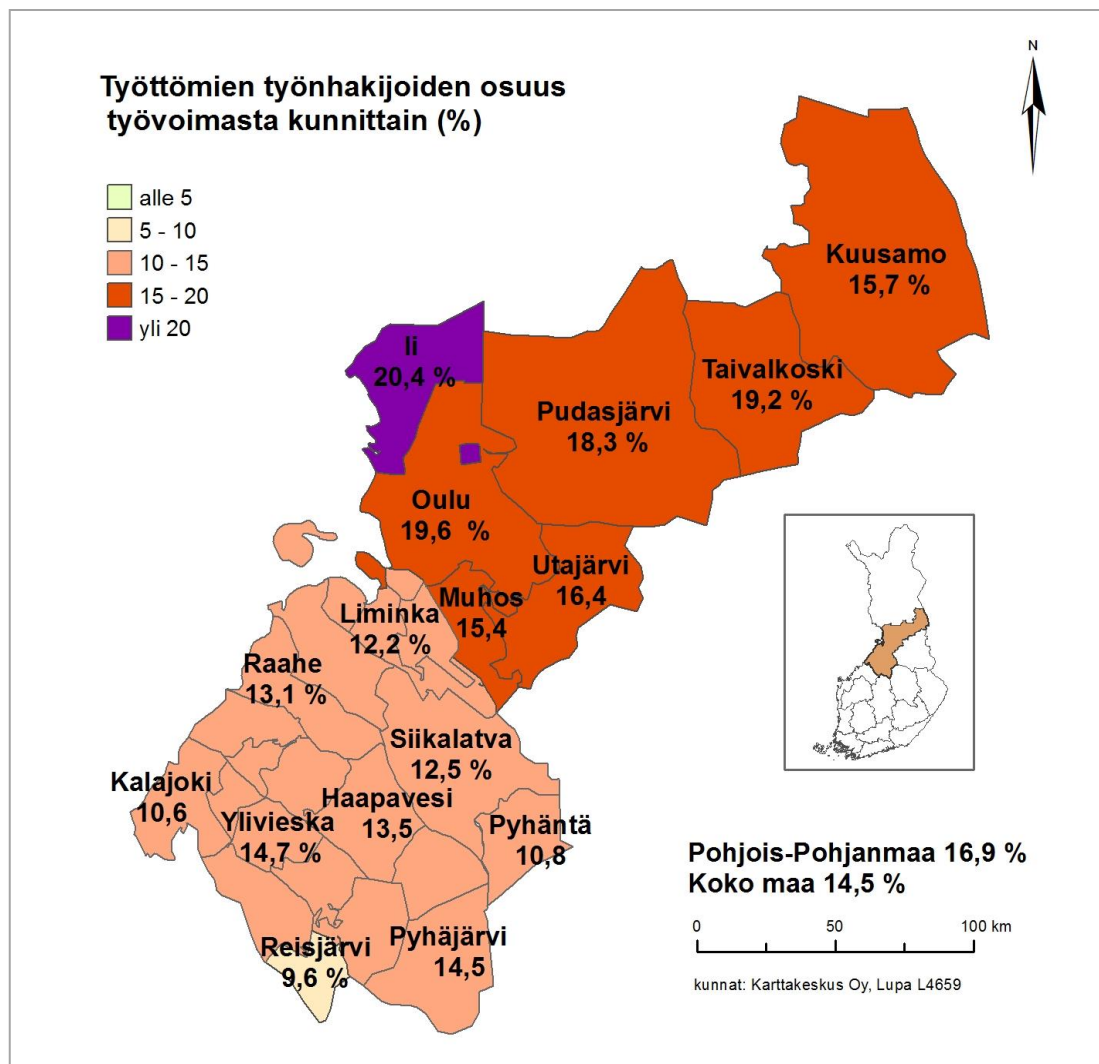 N
Työttömien työnhakijoiden osuus
työvoimasta kunnittain (%)
alle 5
5 - 10
10 - 15
15 - 20
yli 20
Kuusamo
15,7 %
Ii
20,4 %
Taivalkoski
19,2 %
Pudasjärvi
18,3 %
Oulu
19,6 %
Utajärvi
16,4
Muhos
15,4
Liminka
12,2 %
Raahe
13,1 %
Siikalatva
12,5 %
Kalajoki
10,6
Haapavesi
13,5
Ylivieska
14,7 %
Pyhäntä
10,8
Reisjärvi
9,6 %
Pyhäjärvi
14,5
Pohjois-Pohjanmaa 16,9 %
Koko maa 14,5 %
0 50 100 km
kunnat: Karttakeskus Oy, Lupa L4659